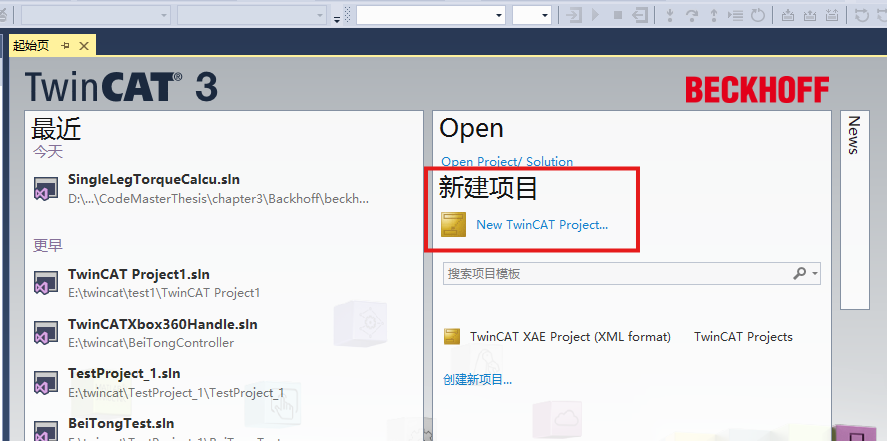 起始页
TwinCAT® 3
BECKHOFF
最近
今天
SingleLegTorqueCalcu.sln
D:\...\CodeMasterThesis\chapter3\Backhoff\beckh...
更早
TwinCAT Project1.sln
E:\twincat\test1\TwinCAT Project1
TwinCATXbox360Handle.sln
E:\twincat\BeiTongController
TestProject_1.sln
E:\twincat\TestProject_1\TestProject_1
BeiTongTest.sln
Open
Open Project/ Solution
新建项目
New TwinCAT Project...
搜索项目模板
TwinCAT XAE Project (XML format) TwinCAT Projects
创建新项目...
News